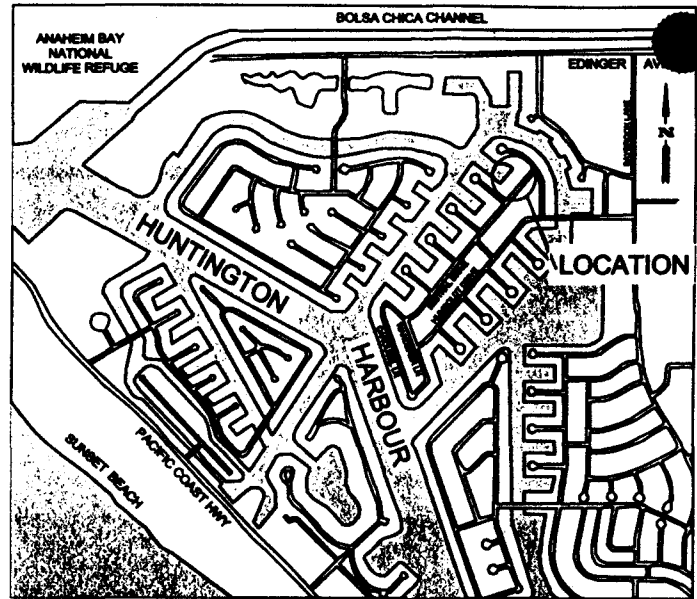 BOLSA CHICA CHANNEL
ANAHEIM BAY
NATIONAL
WILDLIFE REFUGE
EDINGER AV
N
HUNTINGTON
LOCATION
HARBOUR
PACIFIC COAST HWY
SUNSET BEACH